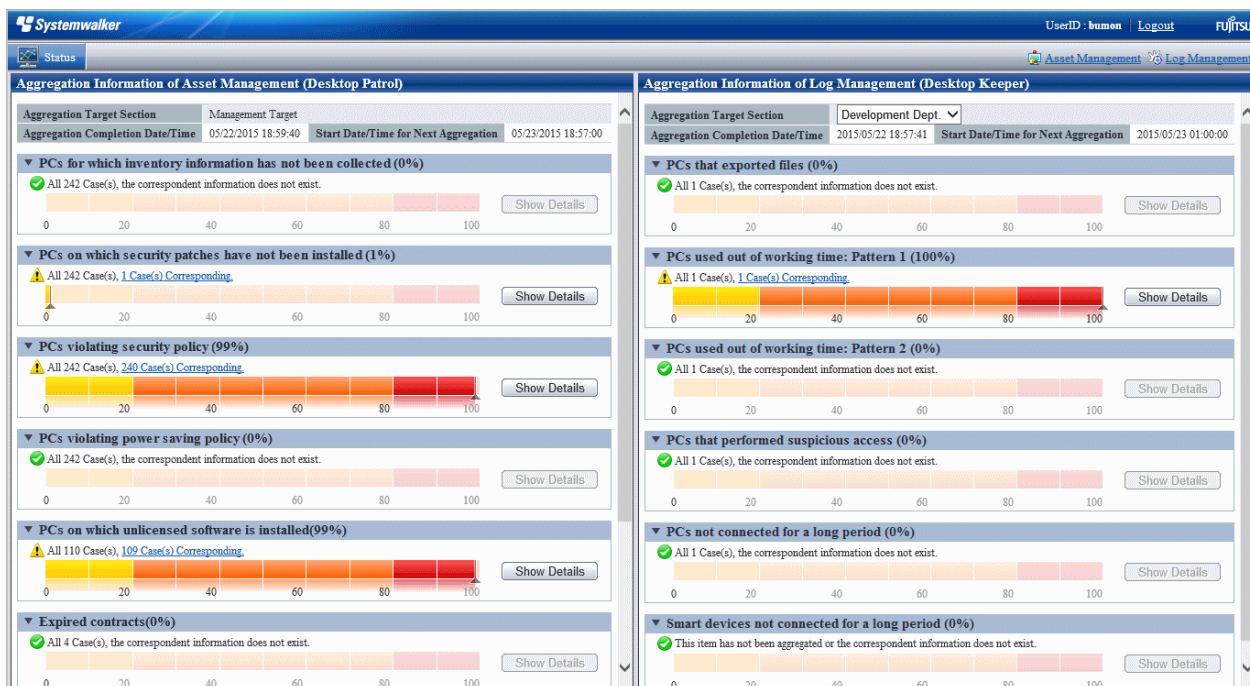 Systemwalker
UserID : bumon Logout FUJITSU
Status Asset Management Log Management
Aggregation Information of Asset Management (Desktop Patrol)
Aggregation Target Section Management Target
Aggregation Completion Date/Time 05/22/2015 18:59:40 Start Date/Time for Next Aggregation 05/23/2015 18:57:00
PCs for which inventory information has not been collected (0%)
All 242 Case(s), the correspondent information does not exist.
Show Details
0 20 40 60 80 100
PCs on which security patches have not been installed (1%)
All 242 Case(s), 1 Case(s) Corresponding.
Show Details
0 20 40 60 80 100
PCs violating security policy (99%)
All 242 Case(s), 240 Case(s) Corresponding.
Show Details
0 20 40 60 80 100
PCs violating power saving policy (0%)
All 242 Case(s), the correspondent information does not exist.
Show Details
0 20 40 60 80 100
PCs on which unlicensed software is installed(99%)
All 110 Case(s), 109 Case(s) Corresponding.
Show Details
0 20 40 60 80 100
Expired contracts(0%)
All 4 Case(s), the correspondent information does not exist.
Show Details
0 20 40 60 80 100
Aggregation Information of Log Management (Desktop Keeper)
Aggregation Target Section Development Dept.
Aggregation Completion Date/Time 2015/05/22 18:57:41 Start Date/Time for Next Aggregation 2015/05/23 01:00:00
PCs that exported files (0%)
All 1 Case(s), the correspondent information does not exist.
Show Details
0 20 40 60 80 100
PCs used out of working time: Pattern 1 (100%)
All 1 Case(s), 1 Case(s) Corresponding.
Show Details
0 20 40 60 80 100
PCs used out of working time: Pattern 2 (0%)
All 1 Case(s), the correspondent information does not exist.
Show Details
0 20 40 60 80 100
PCs that performed suspicious access (0%)
All 1 Case(s), the correspondent information does not exist.
Show Details
0 20 40 60 80 100
PCs not connected for a long period (0%)
All 1 Case(s), the correspondent information does not exist.
Show Details
0 20 40 60 80 100
Smart devices not connected for a long period (0%)
This item has not been aggregated or the correspondent information does not exist.
Show Details
0 20 40 60 80 100